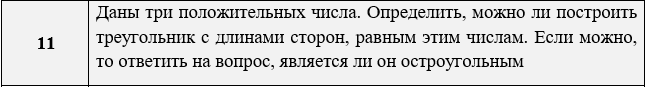 11
Даны три положительных числа. Определить, можно ли построить
треугольник с длинами сторон, равным этим числам. Если можно,
то ответить на вопрос, является ли он остроугольным